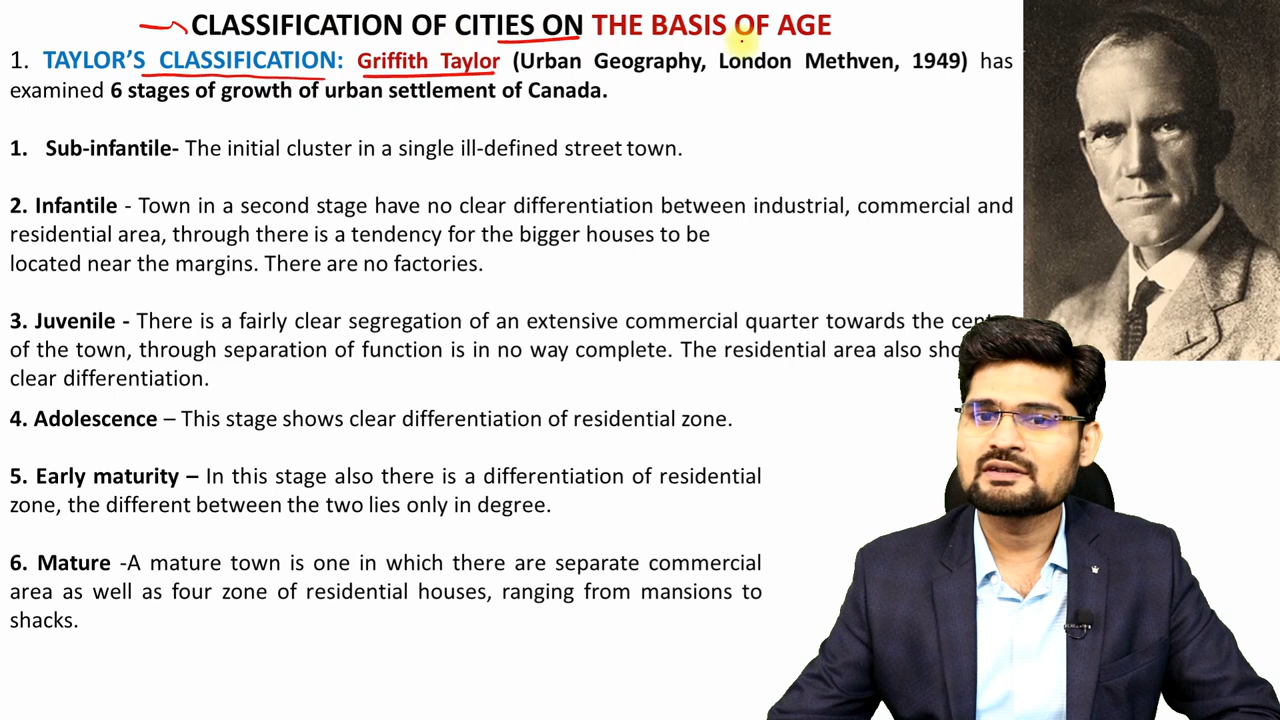 CLASSIFICATION OF CITIES ON THE BASIS OF AGE
1. TAYLOR'S CLASSIFICATION: Griffith Taylor (Urban Geography, London Methven, 1949) has
examined 6 stages of growth of urban settlement of Canada.
1. Sub-infantile- The initial cluster in a single ill-defined street town.
2. Infantile - Town in a second stage have no clear differentiation between industrial, commercial and
residential area, through there is a tendency for the bigger houses to be
located near the margins. There are no factories.
3. Juvenile - There is a fairly clear segregation of an extensive commercial quarter towards the
of the town, through separation of function is in no way complete. The residential area also
clear differentiation.
4. Adolescence – This stage shows clear differentiation of residential zone.
5. Early maturity – In this stage also there is a differentiation of residential
zone, the different between the two lies only in degree.
6. Mature -A mature town is one in which there are separate commercial
area as well as four zone of residential houses, ranging from mansions to
shacks.